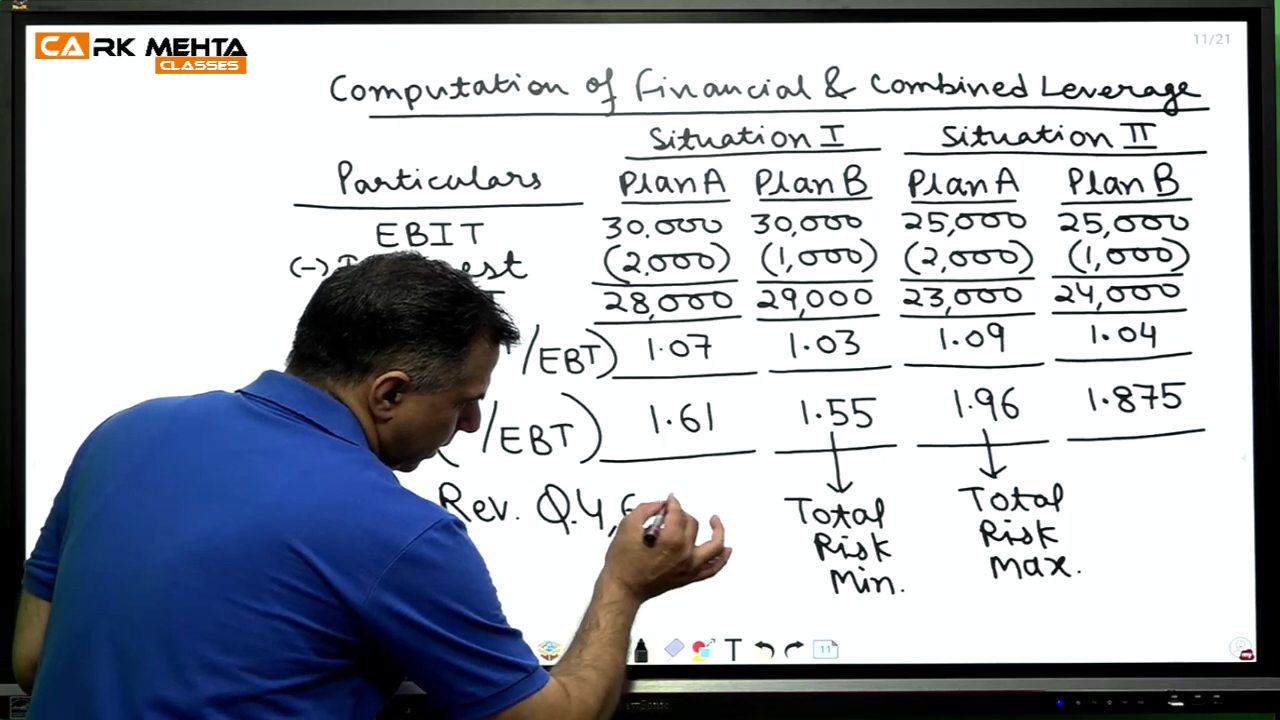 CARK MEHTA
CLASSES
11/21
Computation of Financial & Combined Leverage
Situation I Situation II
Particulars Plan A Plan B Plan A Plan B
EBIT 30,000 30,000 25,000 25,000
(-) (2,000) (1,000) (2,000) (1,000)
28,000 29,000 23,000 24,000
/EBT) 1.07 1.03 1.09 1.04
( /EBT) 1.61 1.55 1.96 1.875
Rev. Q.4,
Total Total
Risk Risk
Min. Max.
T 11